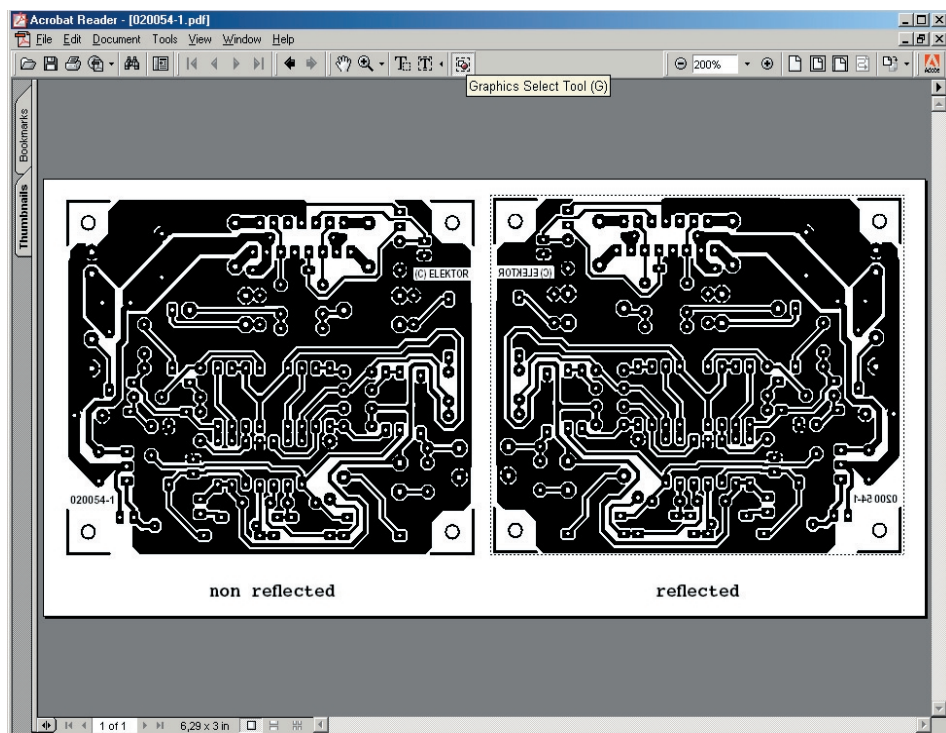 Acrobat Reader - [020054-1.pdf]
File Edit Document Tools View Window Help
200%
Adobe
Graphics Select Tool (G)
Bookmarks
Thumbnails
(C) ELEKTOR
(C) ELEKTOR
020054-1
020054-1
non reflected
reflected
1 of 1
6,29 x 3 in